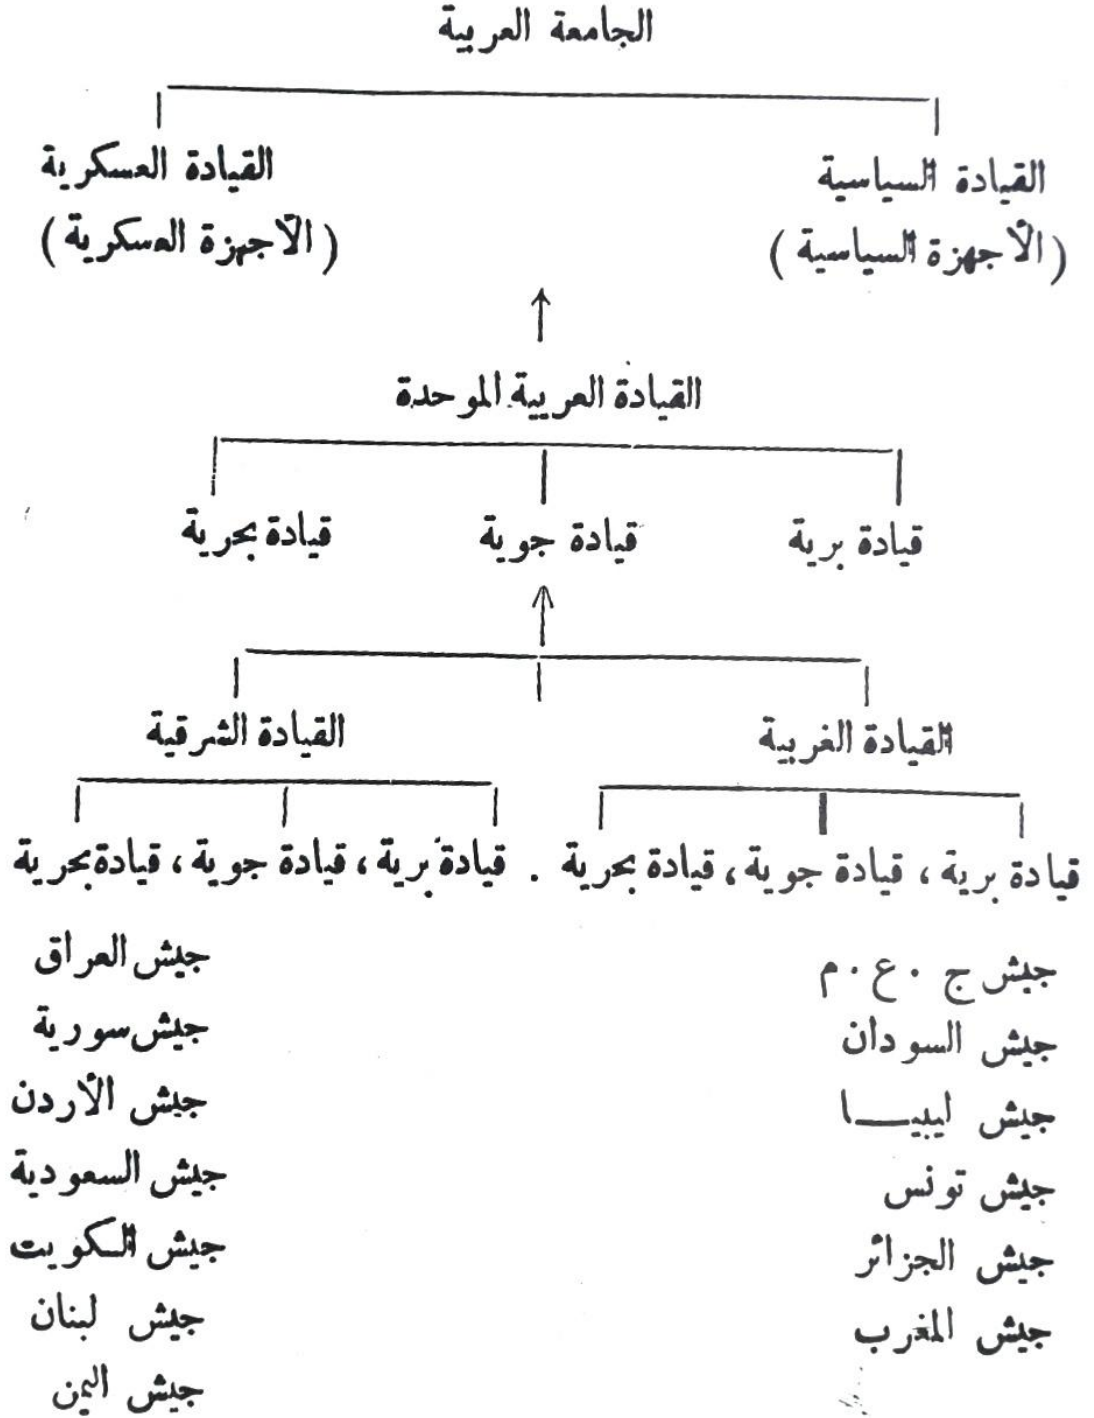 الجامعة العربية
القيادة السياسية
(الأجهزة السياسية)
القيادة العسكرية
(الأجهزة العسكرية)
القيادة العربية الموحدة
قيادة برية
قيادة جوية
قيادة بحرية
القيادة الغربية
القيادة الشرقية
قيادة برية ، قيادة جوية ، قيادة بحرية . قيادة برية ، قيادة جوية ، قيادة بحرية
جيش ج . ع . م
جيش السودان
جيش ليبيــا
جيش تونس
جيش الجزائر
جيش المغرب
جيش العراق
جيش سورية
جيش الأردن
جيش السعودية
جيش الكويت
جيش لبنان
جيش اليمن